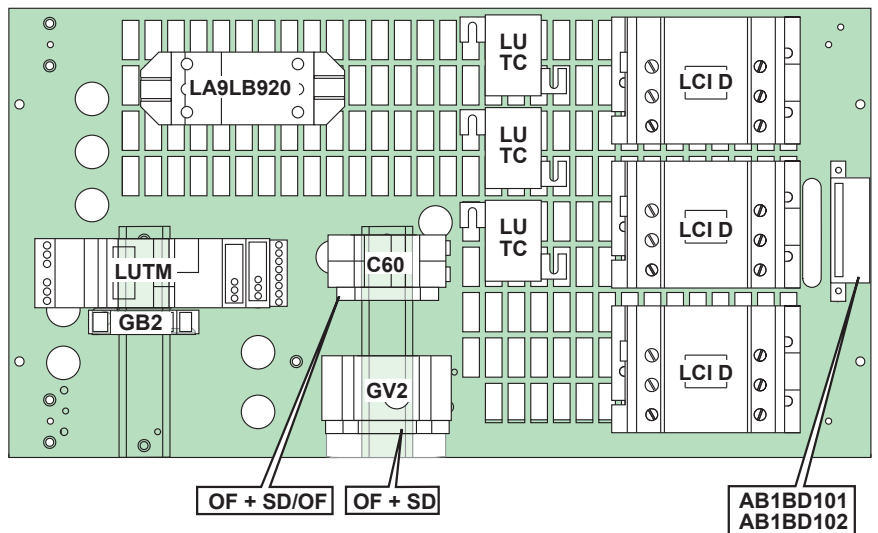 LU
TC
LCI D
LA9LB920
LU
TC
LU
TC
LCI D
LUTM
C60
GB2
GV2
LCI D
OF + SD/OF
OF + SD
AB1BD101
AB1BD102